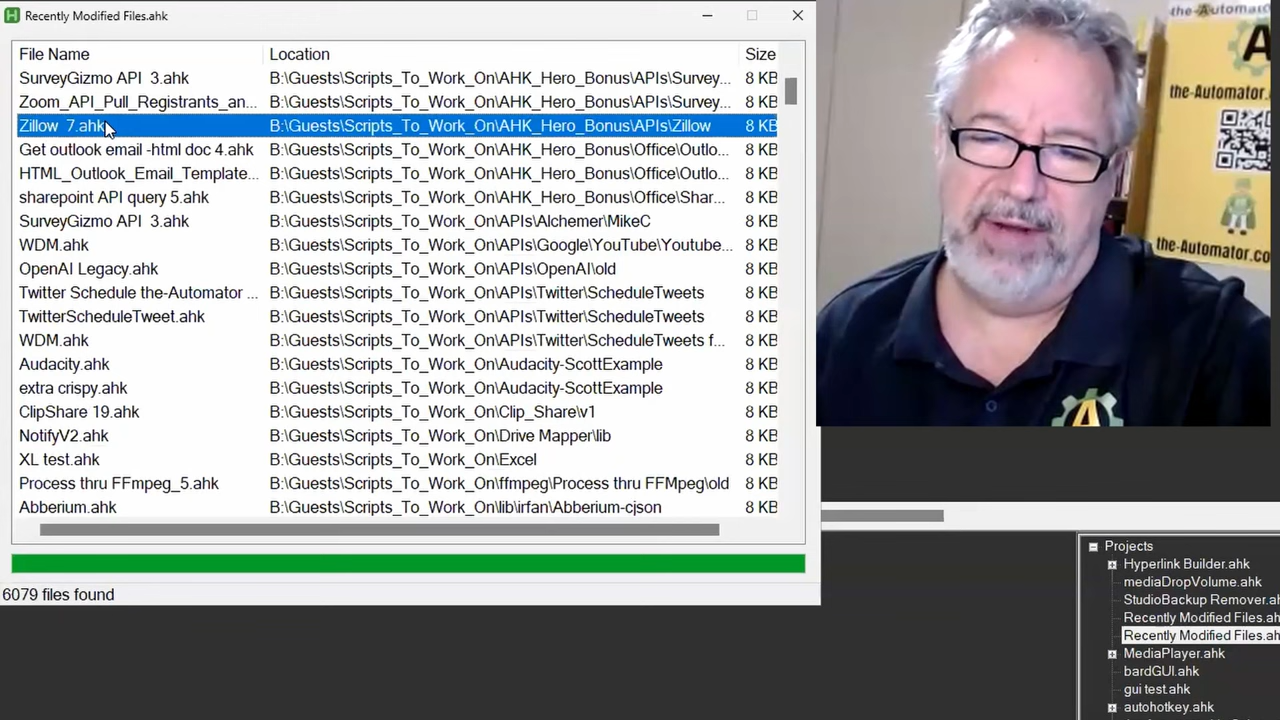 Recently Modified Files.ahk
File Name Location Size
SurveyGizmo API  3.ahk B:\Guests\Scripts_To_Work_On\AHK_Hero_Bonus\APIs\Survey... 8 KB
Zoom_API_Pull_Registrants_an... B:\Guests\Scripts_To_Work_On\AHK_Hero_Bonus\APIs\Survey... 8 KB
Zillow  7.ahk B:\Guests\Scripts_To_Work_On\AHK_Hero_Bonus\APIs\Zillow 8 KB
Get outlook email -html doc 4.ahk B:\Guests\Scripts_To_Work_On\AHK_Hero_Bonus\Office\Outlo... 8 KB
HTML_Outlook_Email_Template... B:\Guests\Scripts_To_Work_On\AHK_Hero_Bonus\Office\Outlo... 8 KB
sharepoint API query 5.ahk B:\Guests\Scripts_To_Work_On\AHK_Hero_Bonus\Office\Shar... 8 KB
SurveyGizmo API  3.ahk B:\Guests\Scripts_To_Work_On\APIs\Alchemer\MikeC 8 KB
WDM.ahk B:\Guests\Scripts_To_Work_On\APIs\Google\YouTube\Youtube... 8 KB
OpenAI Legacy.ahk B:\Guests\Scripts_To_Work_On\APIs\OpenAI\old 8 KB
Twitter Schedule the-Automator ... B:\Guests\Scripts_To_Work_On\APIs\Twitter\ScheduleTweets 8 KB
TwitterScheduleTweet.ahk B:\Guests\Scripts_To_Work_On\APIs\Twitter\ScheduleTweets 8 KB
WDM.ahk B:\Guests\Scripts_To_Work_On\APIs\Twitter\ScheduleTweets f... 8 KB
Audacity.ahk B:\Guests\Scripts_To_Work_On\Audacity-ScottExample 8 KB
extra crispy.ahk B:\Guests\Scripts_To_Work_On\Audacity-ScottExample 8 KB
ClipShare 19.ahk B:\Guests\Scripts_To_Work_On\Clip_Share\v1 8 KB
NotifyV2.ahk B:\Guests\Scripts_To_Work_On\Drive Mapper\lib 8 KB
XL test.ahk B:\Guests\Scripts_To_Work_On\Excel 8 KB
Process thru FFmpeg_5.ahk B:\Guests\Scripts_To_Work_On\ffmpeg\Process thru FFMpeg\old 8 KB
Abberium.ahk B:\Guests\Scripts_To_Work_On\lib\irfan\Abberium-cjson 8 KB
6079 files found
the-Automato
A
the-Automator.
the-Automator.co
A
Projects
Hyperlink Builder.ahk
mediaDropVolume.ahk
StudioBackup Remover.ah
Recently Modified Files.ah
Recently Modified Files.ah
MediaPlayer.ahk
bardGUI.ahk
gui test.ahk
autohotkey.ahk